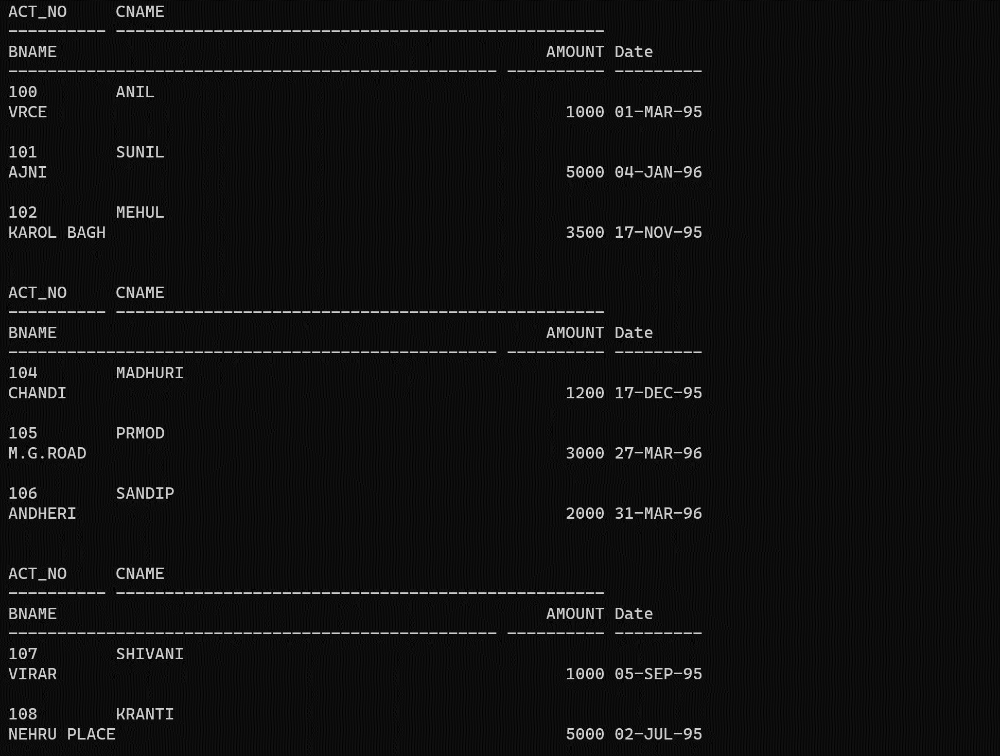 ACT_NO     CNAME
---------- --------------------------------------------------
BNAME                                                  AMOUNT Date
-------------------------------------------------- ---------- ---------
100        ANIL
VRCE                                                     1000 01-MAR-95
101        SUNIL
AJNI                                                     5000 04-JAN-96
102        MEHUL
KAROL BAGH                                               3500 17-NOV-95
ACT_NO     CNAME
---------- --------------------------------------------------
BNAME                                                  AMOUNT Date
-------------------------------------------------- ---------- ---------
104        MADHURI
CHANDI                                                   1200 17-DEC-95
105        PRMOD
M.G.ROAD                                                 3000 27-MAR-96
106        SANDIP
ANDHERI                                                  2000 31-MAR-96
ACT_NO     CNAME
---------- --------------------------------------------------
BNAME                                                  AMOUNT Date
-------------------------------------------------- ---------- ---------
107        SHIVANI
VIRAR                                                    1000 05-SEP-95
108        KRANTI
NEHRU PLACE                                              5000 02-JUL-95